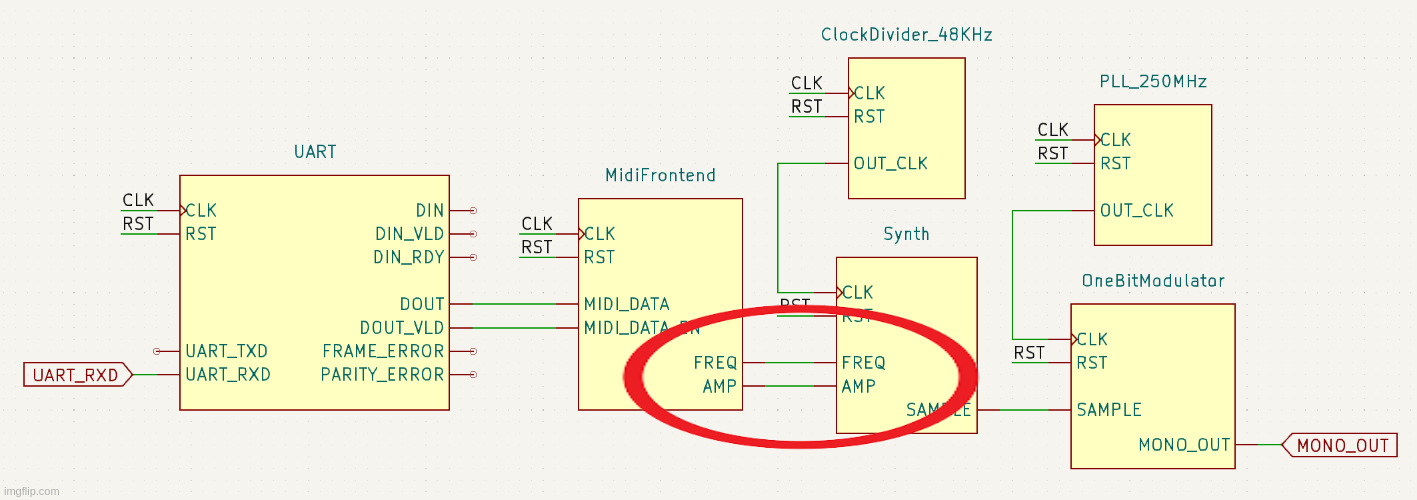 ClockDivider_48KHz
CLK
RST
CLK
RST
OUT_CLK
PLL_250MHz
CLK
RST
CLK
RST
OUT_CLK
UART
CLK
RST
CLK
RST
DIN
DIN_VLD
DIN_RDY
DOUT
DOUT_VLD
UART_TXD
FRAME_ERROR
UART_RXD
UART_RXD
PARITY_ERROR
MidiFrontend
CLK
RST
CLK
RST
MIDI_DATA
MIDI_DATA_EN
FREQ
AMP
Synth
CLK
RST
RST
FREQ
AMP
SAMPLE
OneBitModulator
CLK
RST
RST
SAMPLE
MONO_OUT
MONO_OUT
imgflip.com